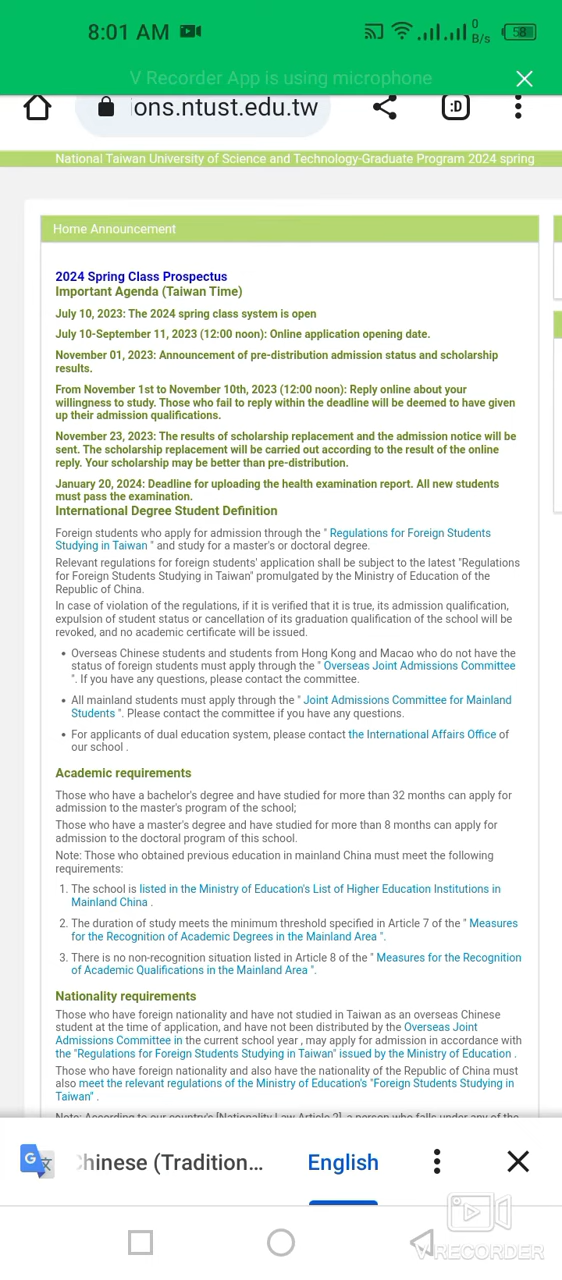 8:01 AM
0
B/s
58
V Recorder App is using microphone
ions.ntust.edu.tw
:D
National Taiwan University of Science and Technology-Graduate Program 2024 spring
Home Announcement
2024 Spring Class Prospectus
Important Agenda (Taiwan Time)
July 10, 2023: The 2024 spring class system is open
July 10-September 11, 2023 (12:00 noon): Online application opening date.
November 01, 2023: Announcement of pre-distribution admission status and scholarship
results.
From November 1st to November 10th, 2023 (12:00 noon): Reply online about your
willingness to study. Those who fail to reply within the deadline will be deemed to have given
up their admission qualifications.
November 23, 2023: The results of scholarship replacement and the admission notice will be
sent. The scholarship replacement will be carried out according to the result of the online
reply. Your scholarship may be better than pre-distribution.
January 20, 2024: Deadline for uploading the health examination report. All new students
must pass the examination.
International Degree Student Definition
Foreign students who apply for admission through the " Regulations for Foreign Students
Studying in Taiwan " and study for a master's or doctoral degree.
Relevant regulations for foreign students' application shall be subject to the latest "Regulations
for Foreign Students Studying in Taiwan" promulgated by the Ministry of Education of the
Republic of China.
In case of violation of the regulations, if it is verified that it is true, its admission qualification,
expulsion of student status or cancellation of its graduation qualification of the school will be
revoked, and no academic certificate will be issued.
• Overseas Chinese students and students from Hong Kong and Macao who do not have the
status of foreign students must apply through the " Overseas Joint Admissions Committee
". If you have any questions, please contact the committee.
• All mainland students must apply through the " Joint Admissions Committee for Mainland
Students ". Please contact the committee if you have any questions.
• For applicants of dual education system, please contact the International Affairs Office of
our school .
Academic requirements
Those who have a bachelor's degree and have studied for more than 32 months can apply for
admission to the master's program of the school;
Those who have a master's degree and have studied for more than 8 months can apply for
admission to the doctoral program of this school.
Note: Those who obtained previous education in mainland China must meet the following
requirements:
1. The school is listed in the Ministry of Education's List of Higher Education Institutions in
Mainland China .
2. The duration of study meets the minimum threshold specified in Article 7 of the " Measures
for the Recognition of Academic Degrees in the Mainland Area ".
3. There is no non-recognition situation listed in Article 8 of the " Measures for the Recognition
of Academic Qualifications in the Mainland Area ".
Nationality requirements
Those who have foreign nationality and have not studied in Taiwan as an overseas Chinese
student at the time of application, and have not been distributed by the Overseas Joint
Admissions Committee in the current school year , may apply for admission in accordance with
the "Regulations for Foreign Students Studying in Taiwan" issued by the Ministry of Education .
Those who have foreign nationality and also have the nationality of the Republic of China must
also meet the relevant regulations of the Ministry of Education's "Foreign Students Studying in
Taiwan" .
Note: According to our country's [Nationality Law Article 2], a person who falls under any of the
G 文
Chinese (Tradition...
English
V RECORDER